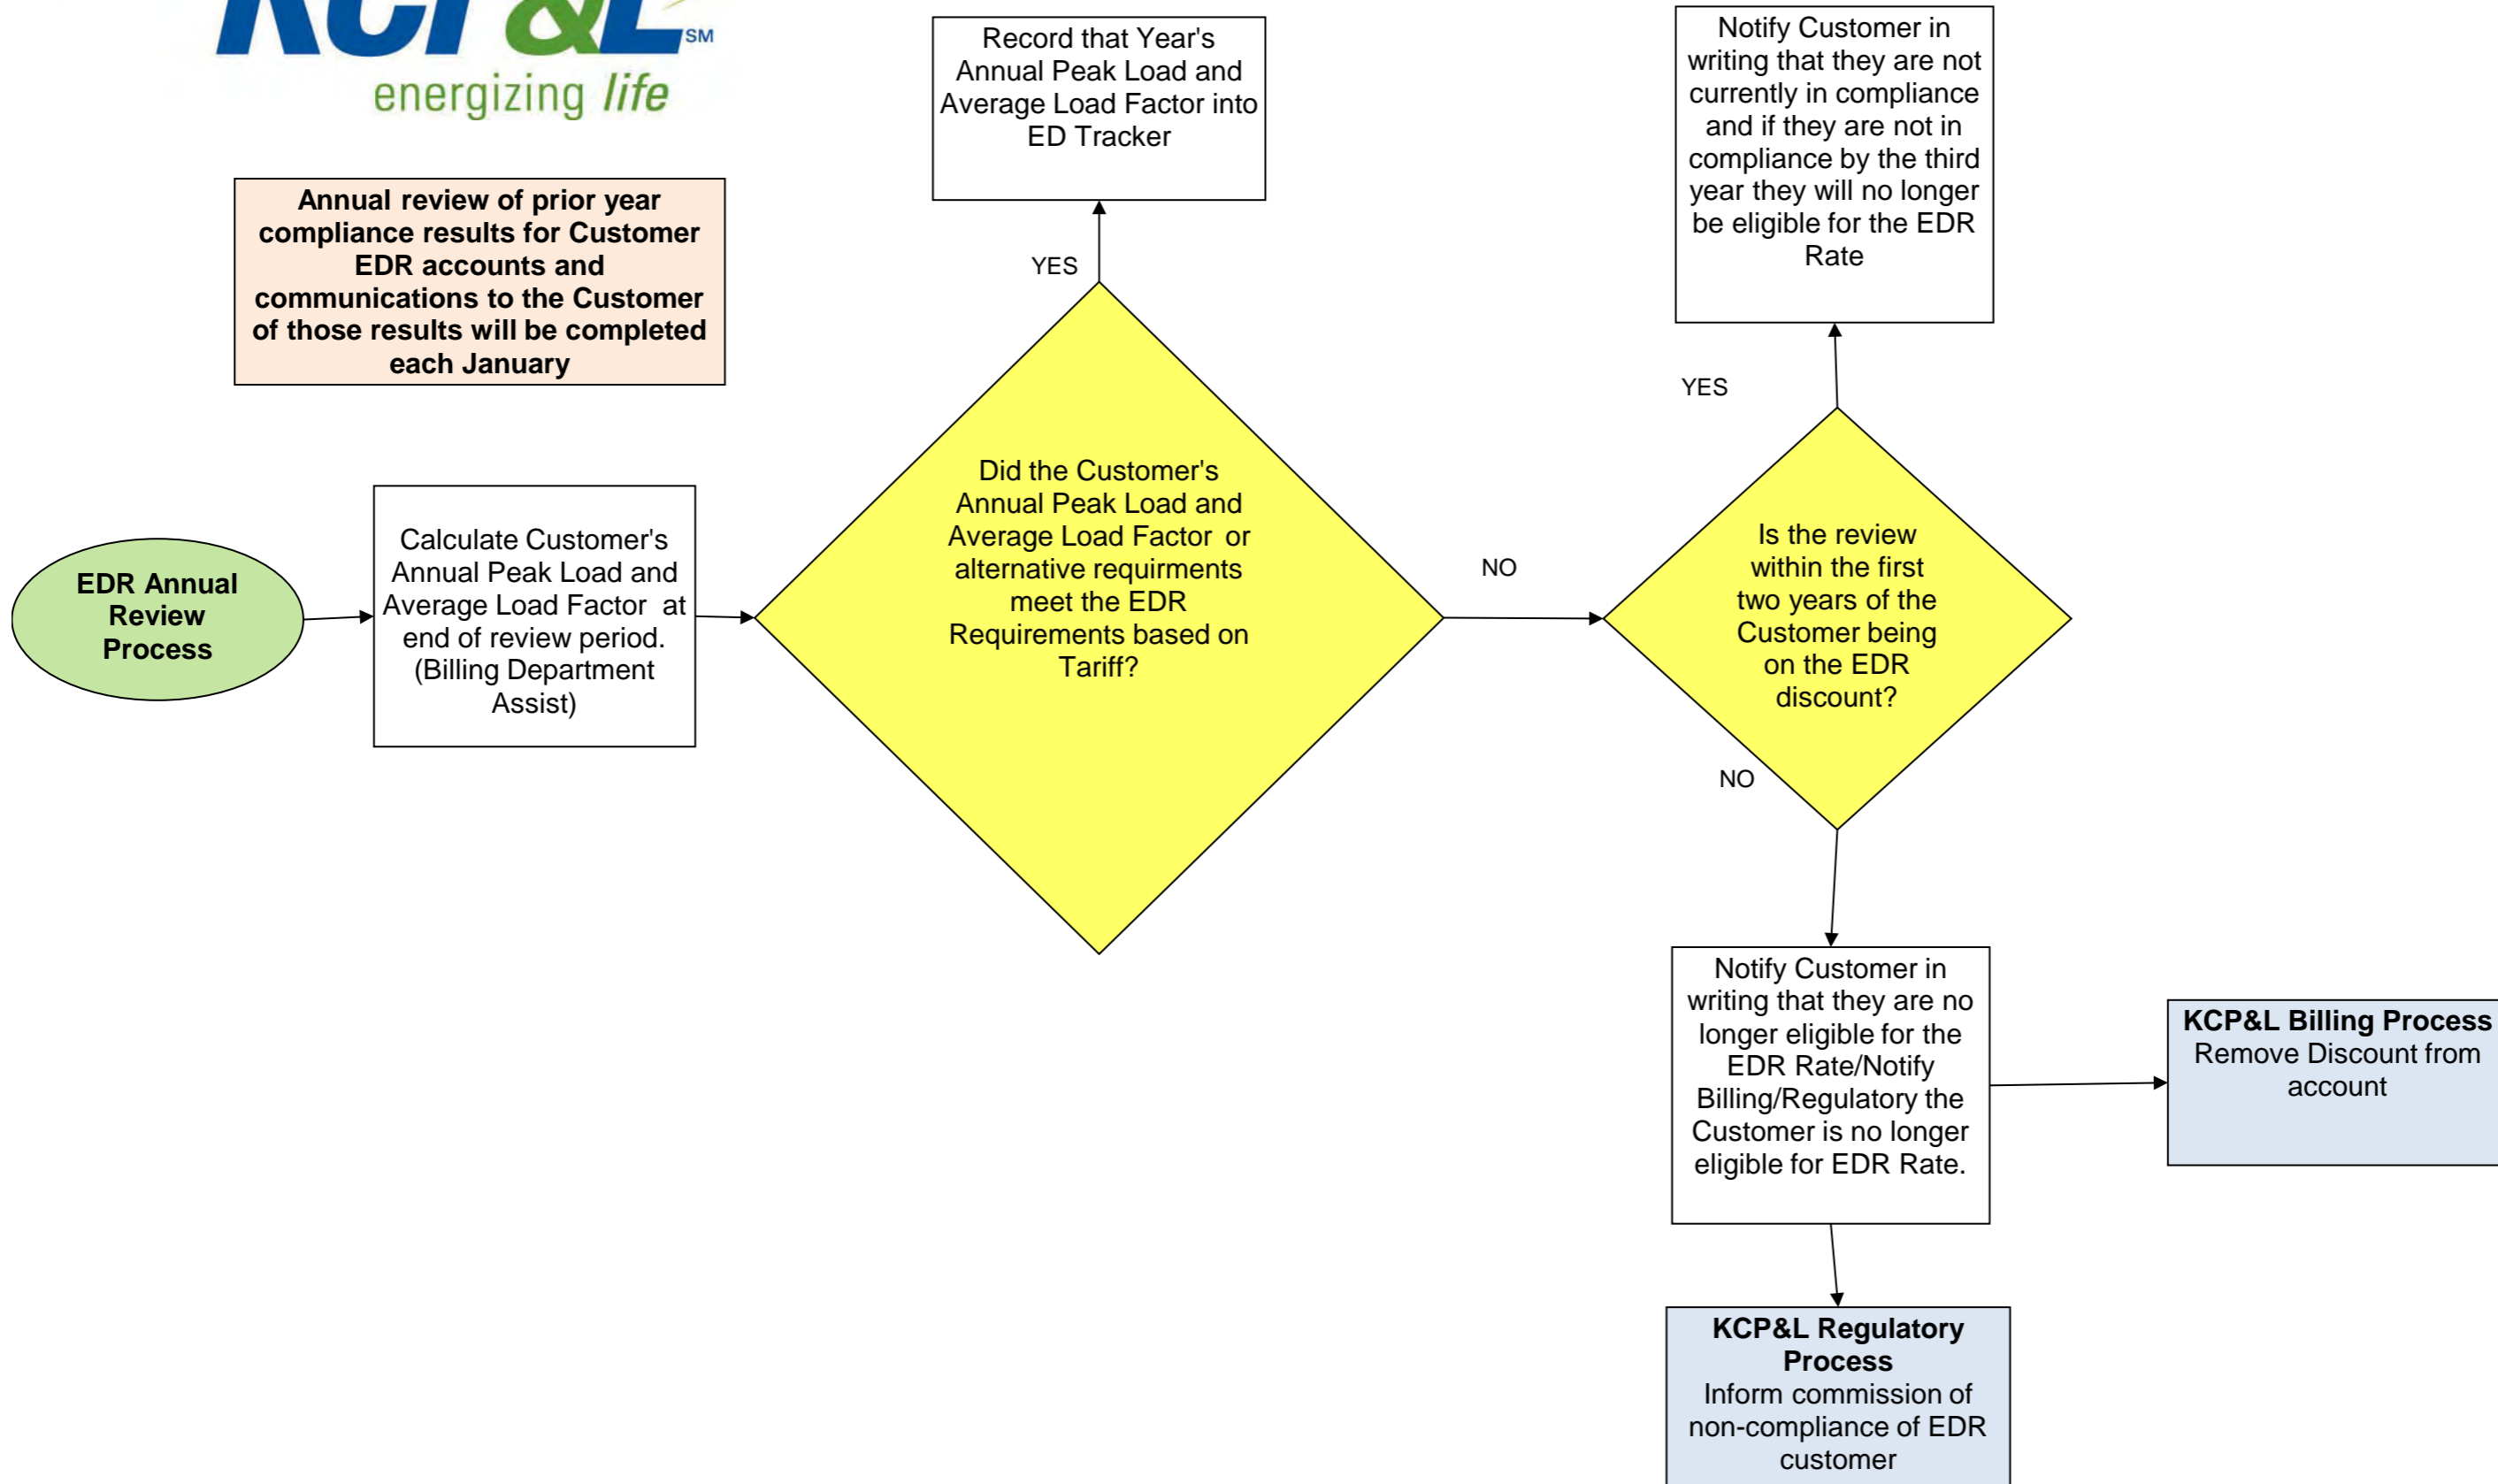 KCP&L SM
energizing life
Record that Year's
Annual Peak Load and
Average Load Factor into
ED Tracker
Notify Customer in
writing that they are not
currently in compliance
and if they are not in
compliance by the third
year they will no longer
be eligible for the EDR
Rate
Annual review of prior year
compliance results for Customer
EDR accounts and
communications to the Customer
of those results will be completed
each January
YES
YES
EDR Annual
Review
Process
Calculate Customer's
Annual Peak Load and
Average Load Factor at
end of review period.
(Billing Department
Assist)
Did the Customer's
Annual Peak Load and
Average Load Factor or
alternative requirments
meet the EDR
Requirements based on
Tariff?
NO
Is the review
within the first
two years of the
Customer being
on the EDR
discount?
NO
Notify Customer in
writing that they are no
longer eligible for the
EDR Rate/Notify
Billing/Regulatory the
Customer is no longer
eligible for EDR Rate.
KCP&L Billing Process
Remove Discount from
account
KCP&L Regulatory
Process
Inform commission of
non-compliance of EDR
customer